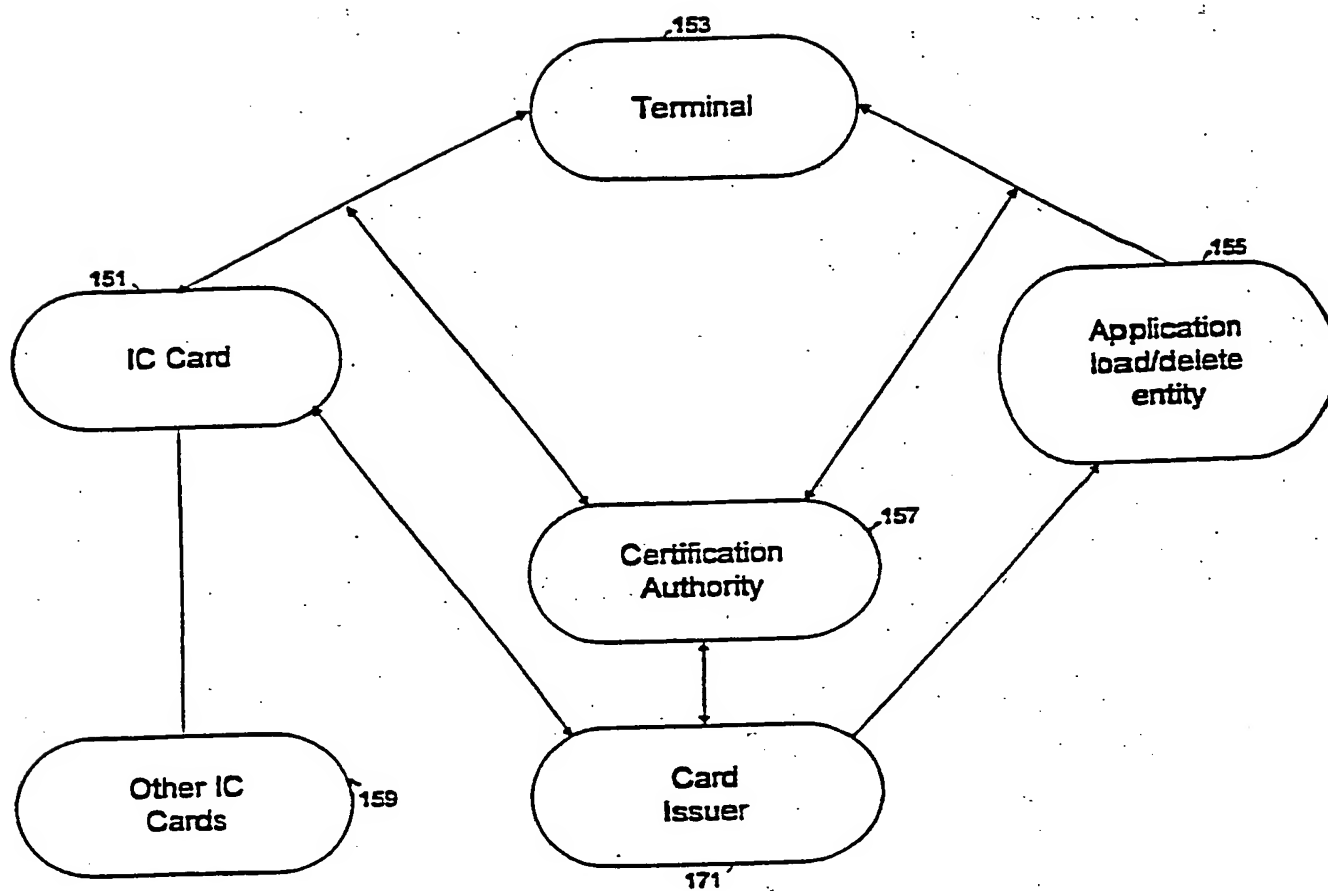 153
Terminal
151
IC Card
155
Application
load/delete
entity
157
Certification
Authority
Other IC
Cards
159
Card
Issuer
171